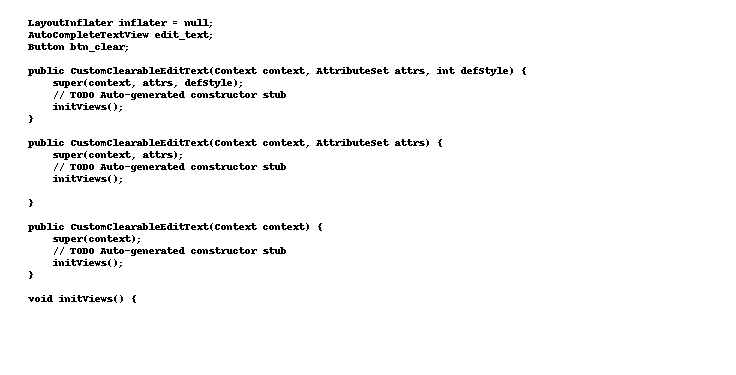 LayoutInflater inflater = null;
AutoCompleteTextView edit_text;
Button btn_clear;
public CustomClearableEditText(Context context, AttributeSet attrs, int defStyle) {
super(context, attrs, defStyle);
// TODO Auto-generated constructor stub
initViews();
}
public CustomClearableEditText(Context context, AttributeSet attrs) {
super(context, attrs);
// TODO Auto-generated constructor stub
initViews();
}
public CustomClearableEditText(Context context) {
super(context);
// TODO Auto-generated constructor stub
initViews();
}
void initViews() {